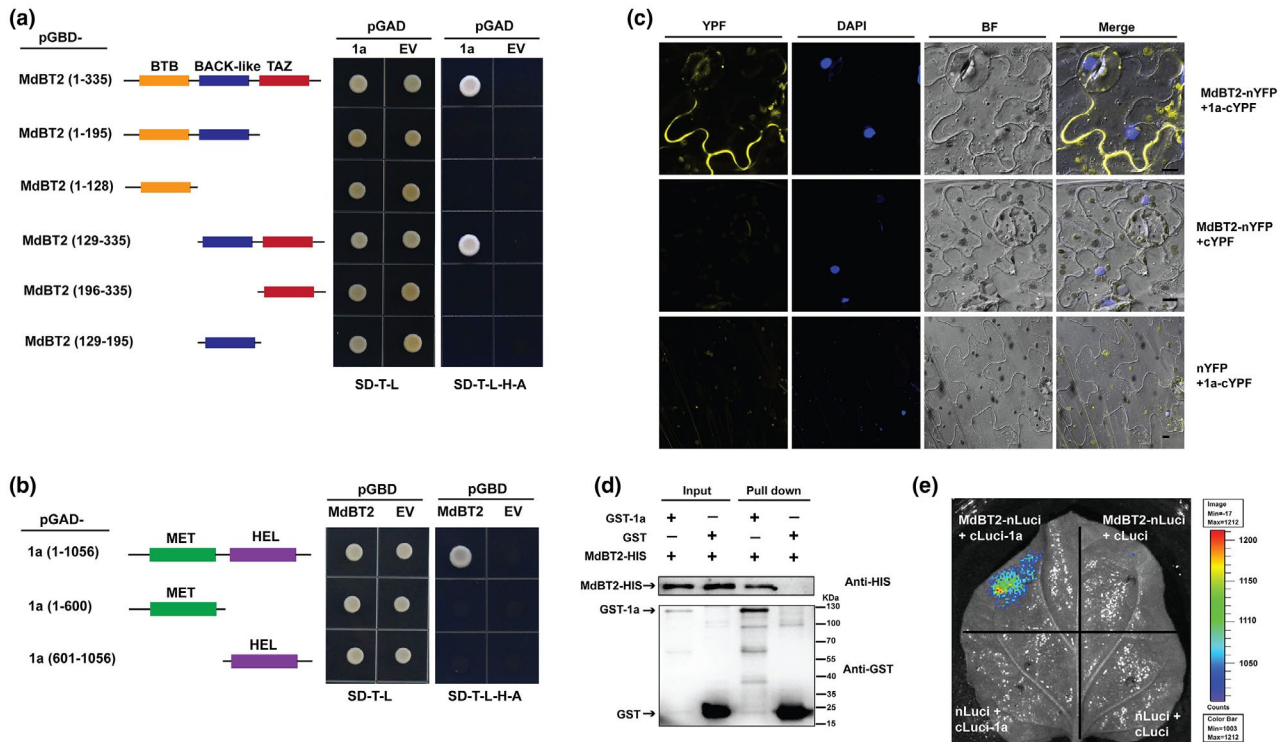 (a)
pGBD-
pGAD
pGAD
1a EV
1a EV
BTB BACK-like TAZ
MdBT2 (1-335)
MdBT2 (1-195)
MdBT2 (1-128)
MdBT2 (129-335)
MdBT2 (196-335)
MdBT2 (129-195)
SD-T-L
SD-T-L-H-A
(b)
pGAD-
pGBD
pGBD
MdBT2 EV
MdBT2 EV
MET HEL
1a (1-1056)
MET
1a (1-600)
HEL
1a (601-1056)
SD-T-L
SD-T-L-H-A
(c)
YPF
DAPI
BF
Merge
MdBT2-nYFP
+1a-cYPF
MdBT2-nYFP
+cYPF
nYFP
+1a-cYPF
(d)
Input
Pull down
GST-1a + – + –
GST – + – +
MdBT2-HIS + + + +
MdBT2-HIS→
Anti-HIS
KDa
GST-1a →
130
100
70
55
Anti-GST
40
35
GST →
25
15
(e)
MdBT2-nLuci
+ cLuci-1a
MdBT2-nLuci
+ cLuci
nLuci +
cLuci-1a
nLuci +
cLuci
Image
Min=-17
Max=1212
1200
1150
1100
1050
Counts
Color Bar
Min=1003
Max=1212